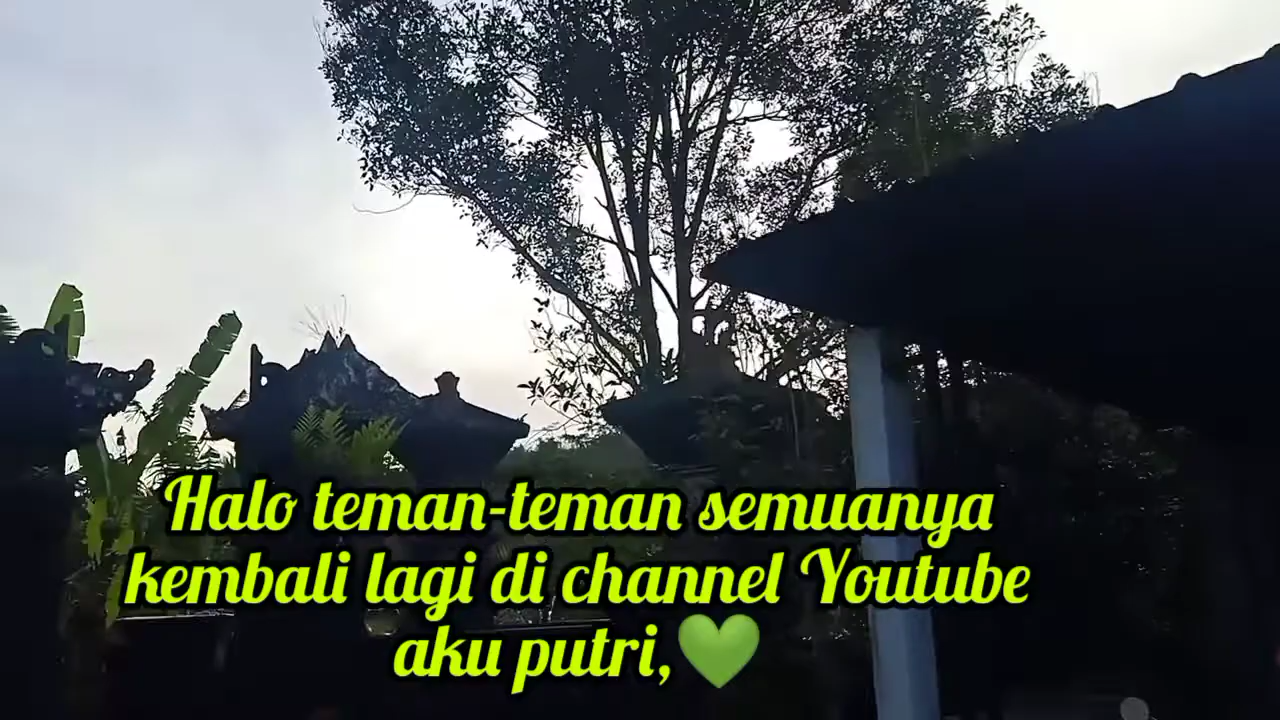 Halo teman-teman semuanya
kembali lagi di channel Youtube
aku putri,💚